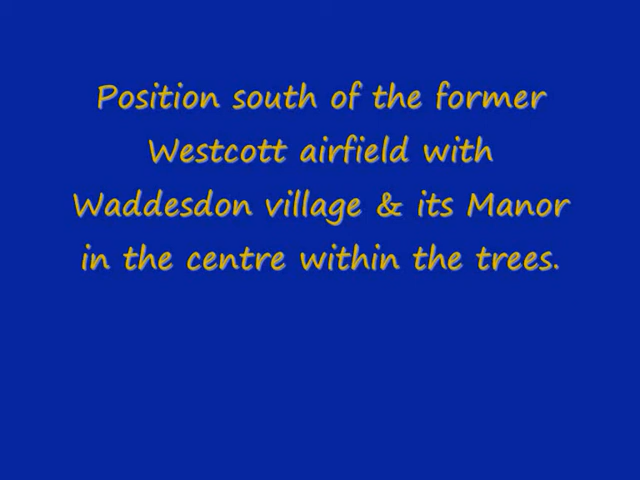 Position south of the former
Westcott airfield with
Waddesdon village & its Manor
in the centre within the trees.